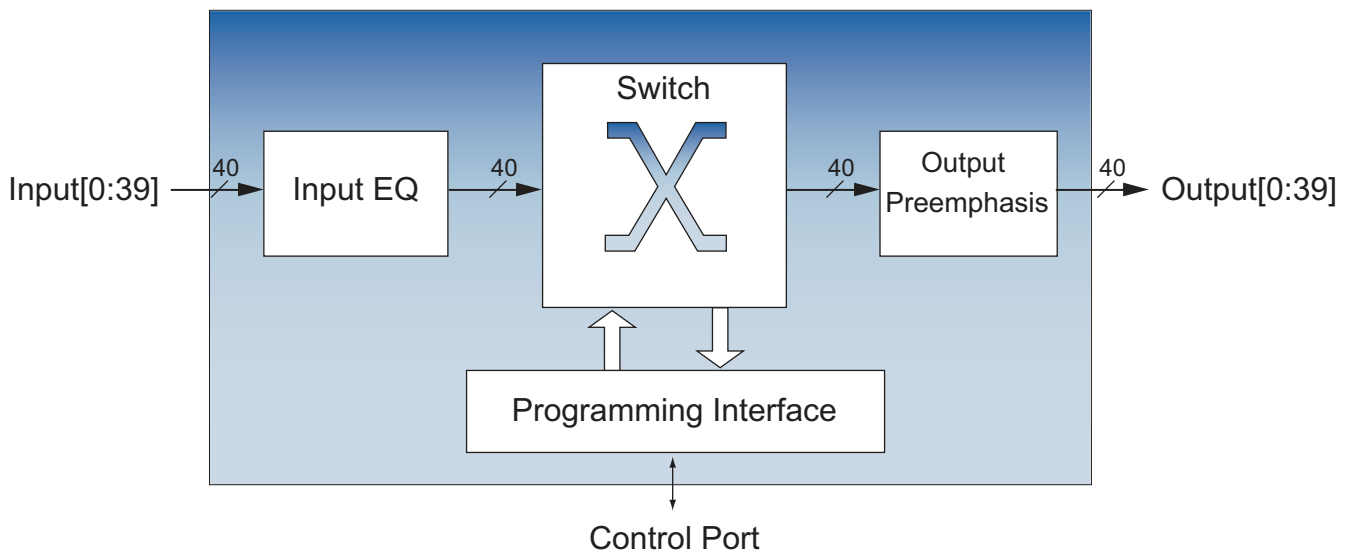 Switch
Input[0:39]
40
Input EQ
40
40
Output
Preemphasis
40
Output[0:39]
Programming Interface
Control Port